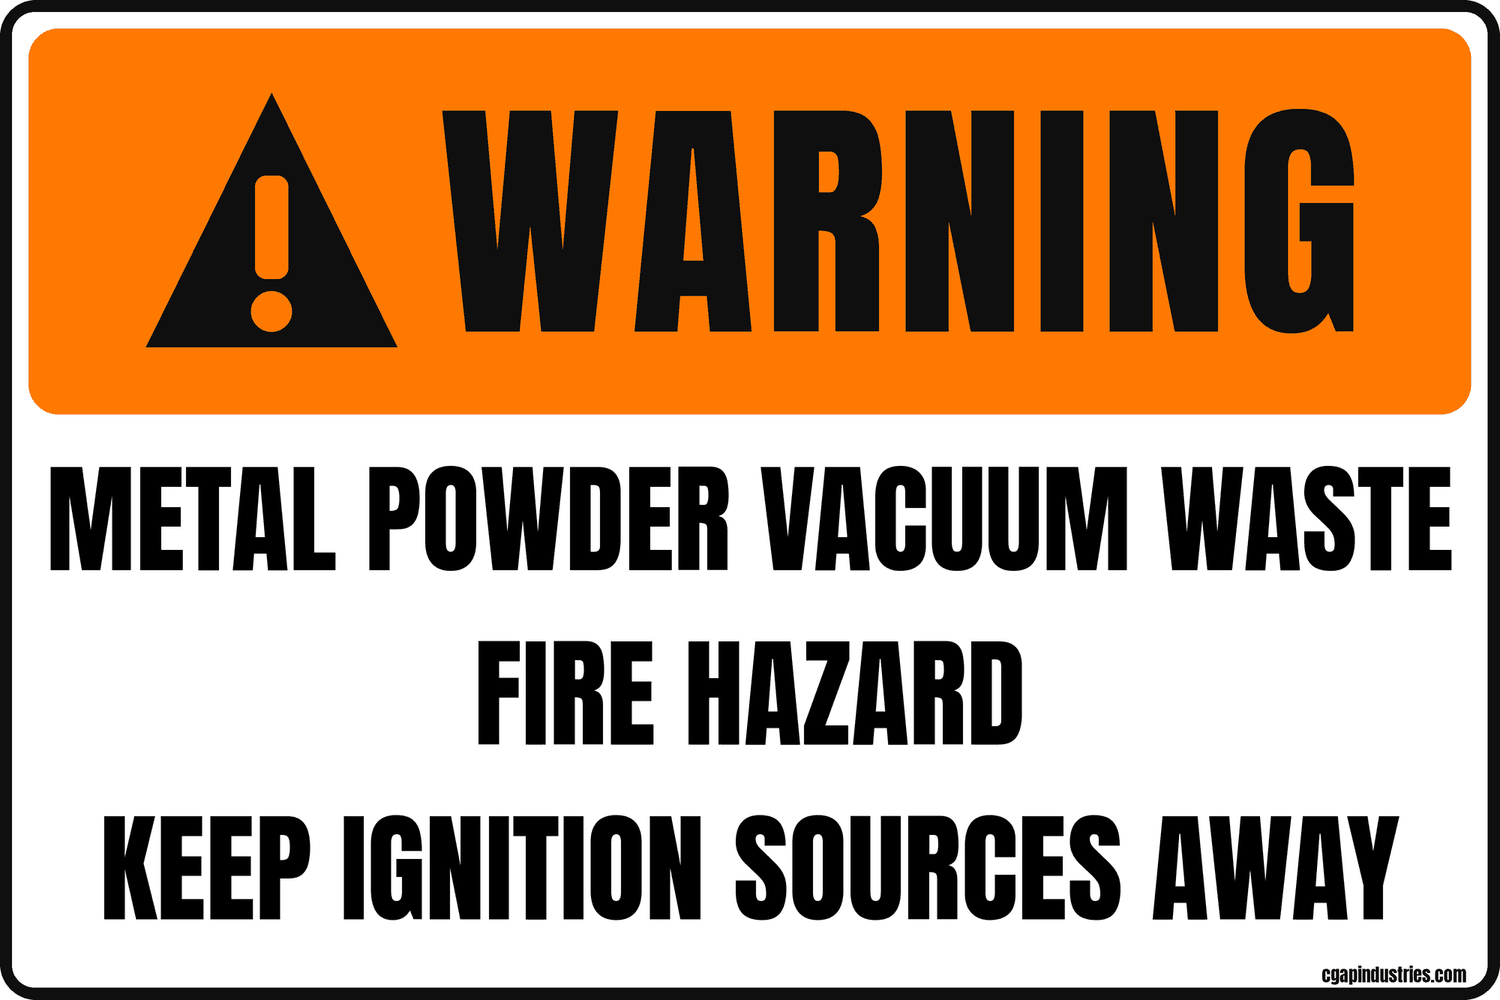 WARNING
METAL POWDER VACUUM WASTE
FIRE HAZARD
KEEP IGNITION SOURCES AWAY
cgapindustries.com